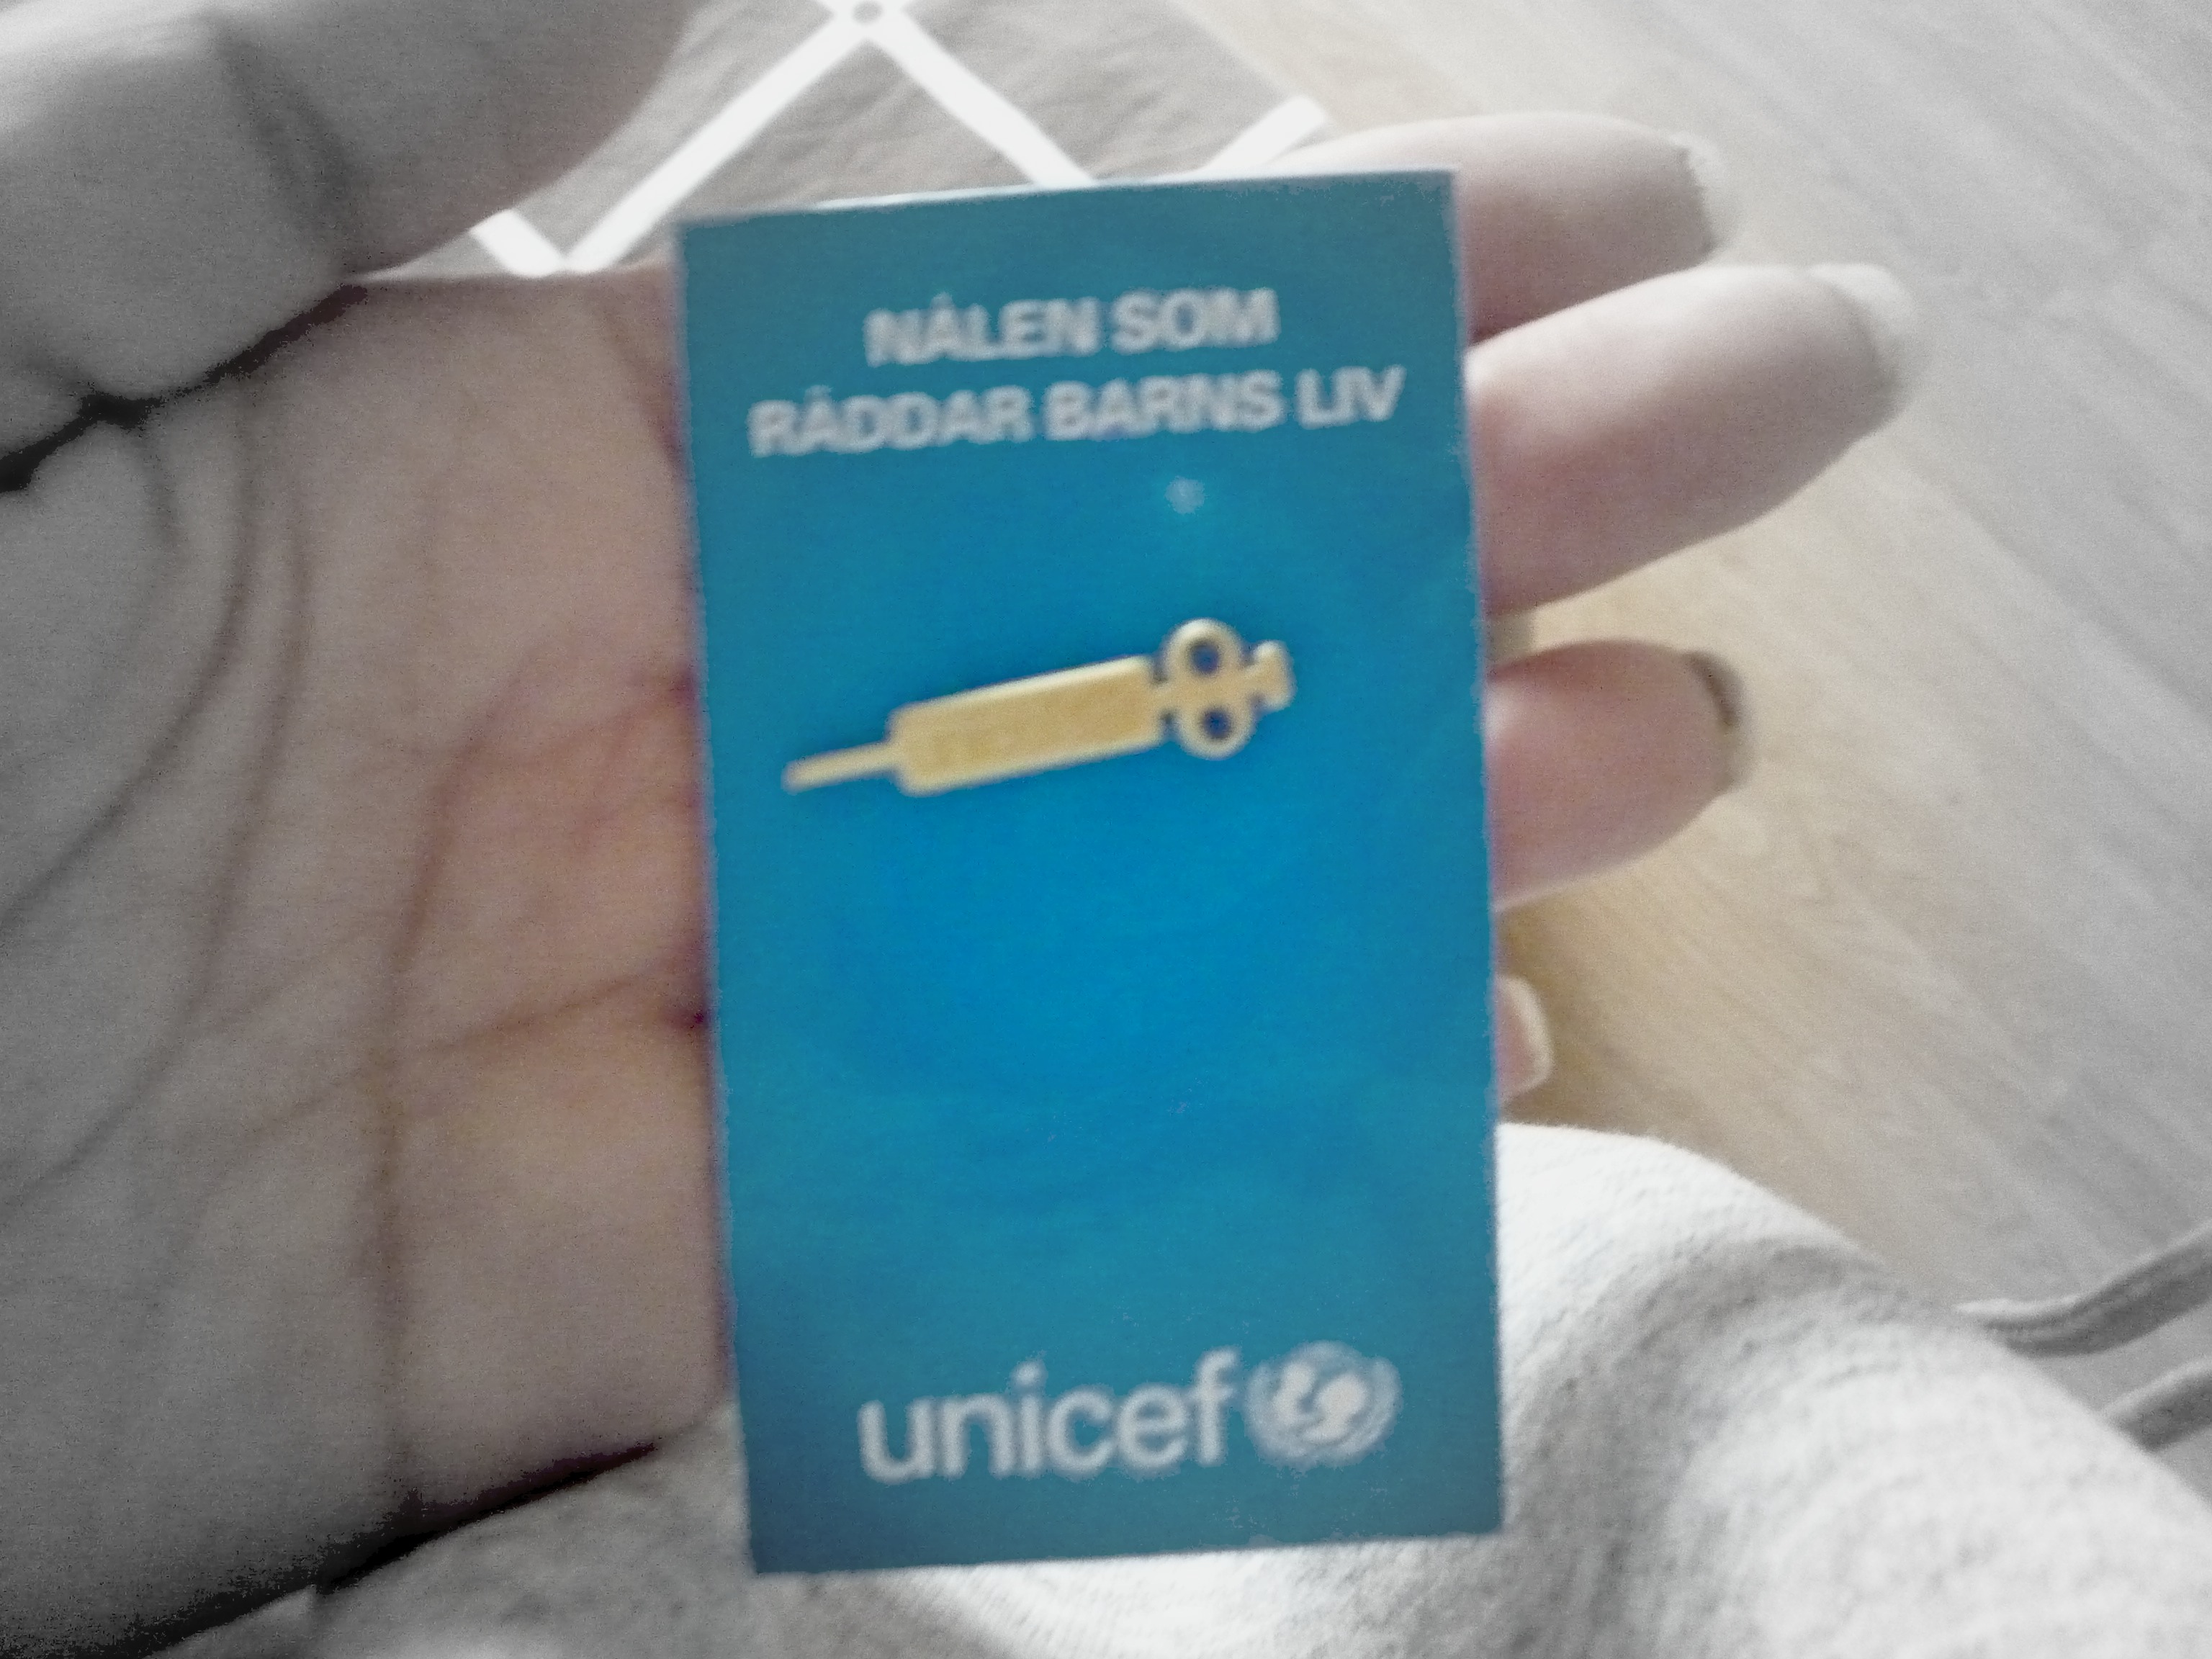 NÅLEN SOM
RÄDDAR BARNS LIV
unicef